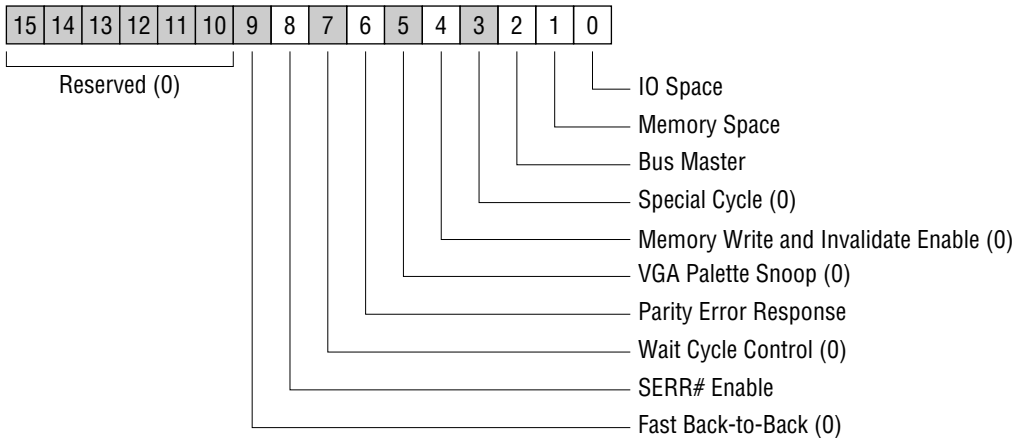 15 14 13 12 11 10 9 8 7 6 5 4 3 2 1 0
Reserved (0)
IO Space
Memory Space
Bus Master
Special Cycle (0)
Memory Write and Invalidate Enable (0)
VGA Palette Snoop (0)
Parity Error Response
Wait Cycle Control (0)
SERR# Enable
Fast Back-to-Back (0)